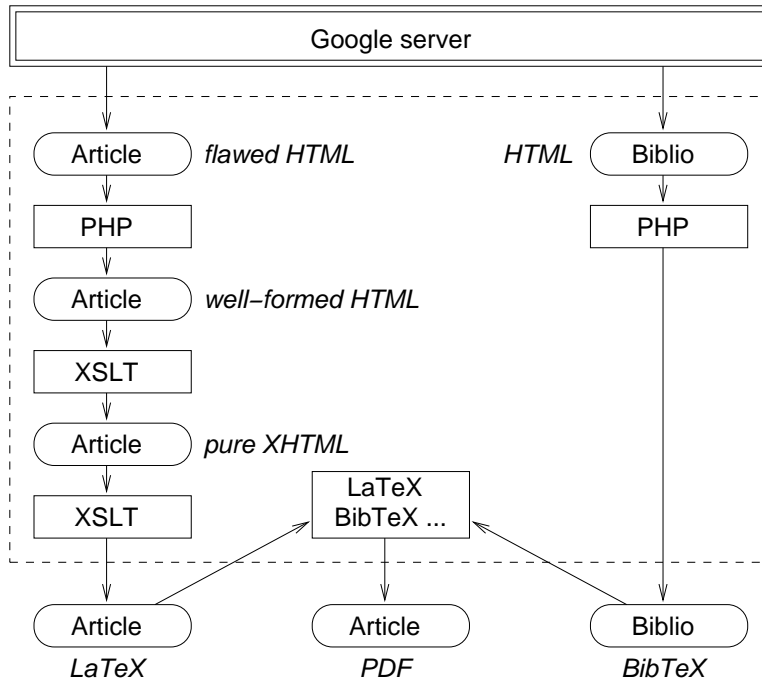 Google server
Article
flawed HTML
HTML
Biblio
PHP
PHP
Article
well−formed HTML
XSLT
Article
pure XHTML
XSLT
LaTeX
BibTeX ...
Article
Article
Biblio
LaTeX
PDF
BibTeX